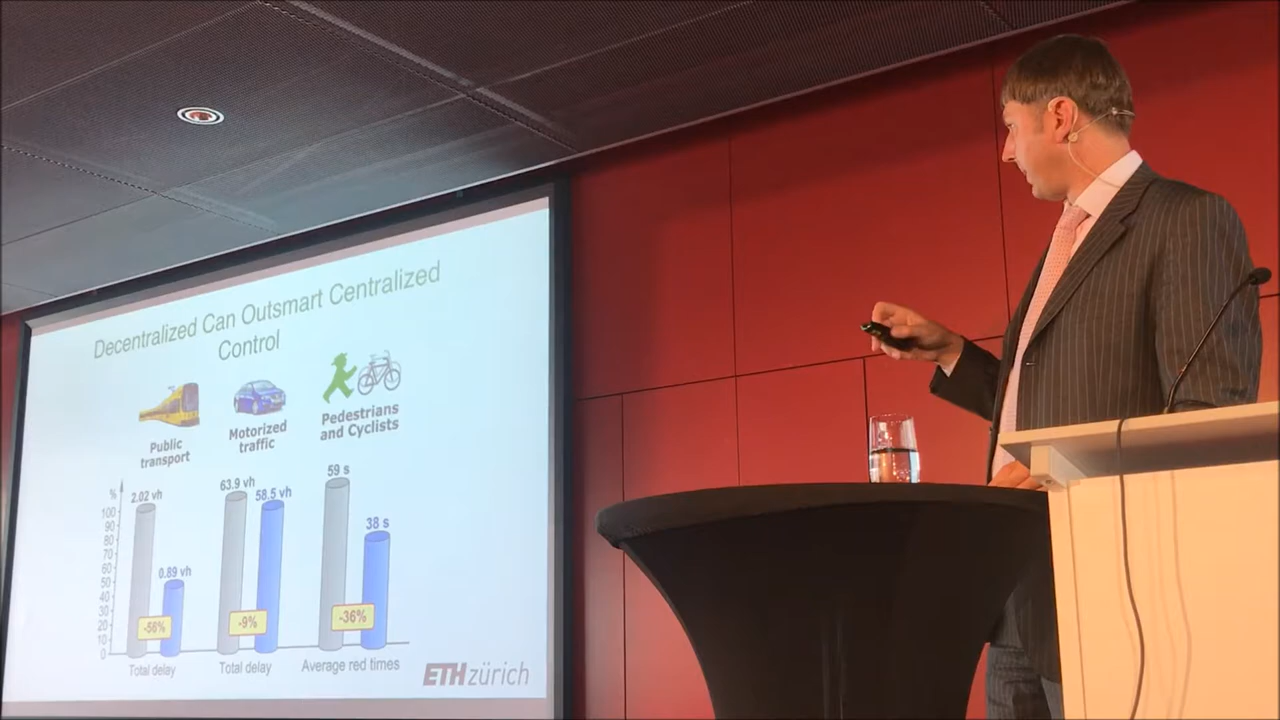 Decentralized Can Outsmart Centralized
Control
Public
transport
Motorized
traffic
Pedestrians
and Cyclists
%
100
90
80
70
60
50
40
30
20
10
0
2.02 vh
0.89 vh
-56%
Total delay
63.9 vh
58.5 vh
-9%
Total delay
59 s
38 s
-36%
Average red times
ETH zürich